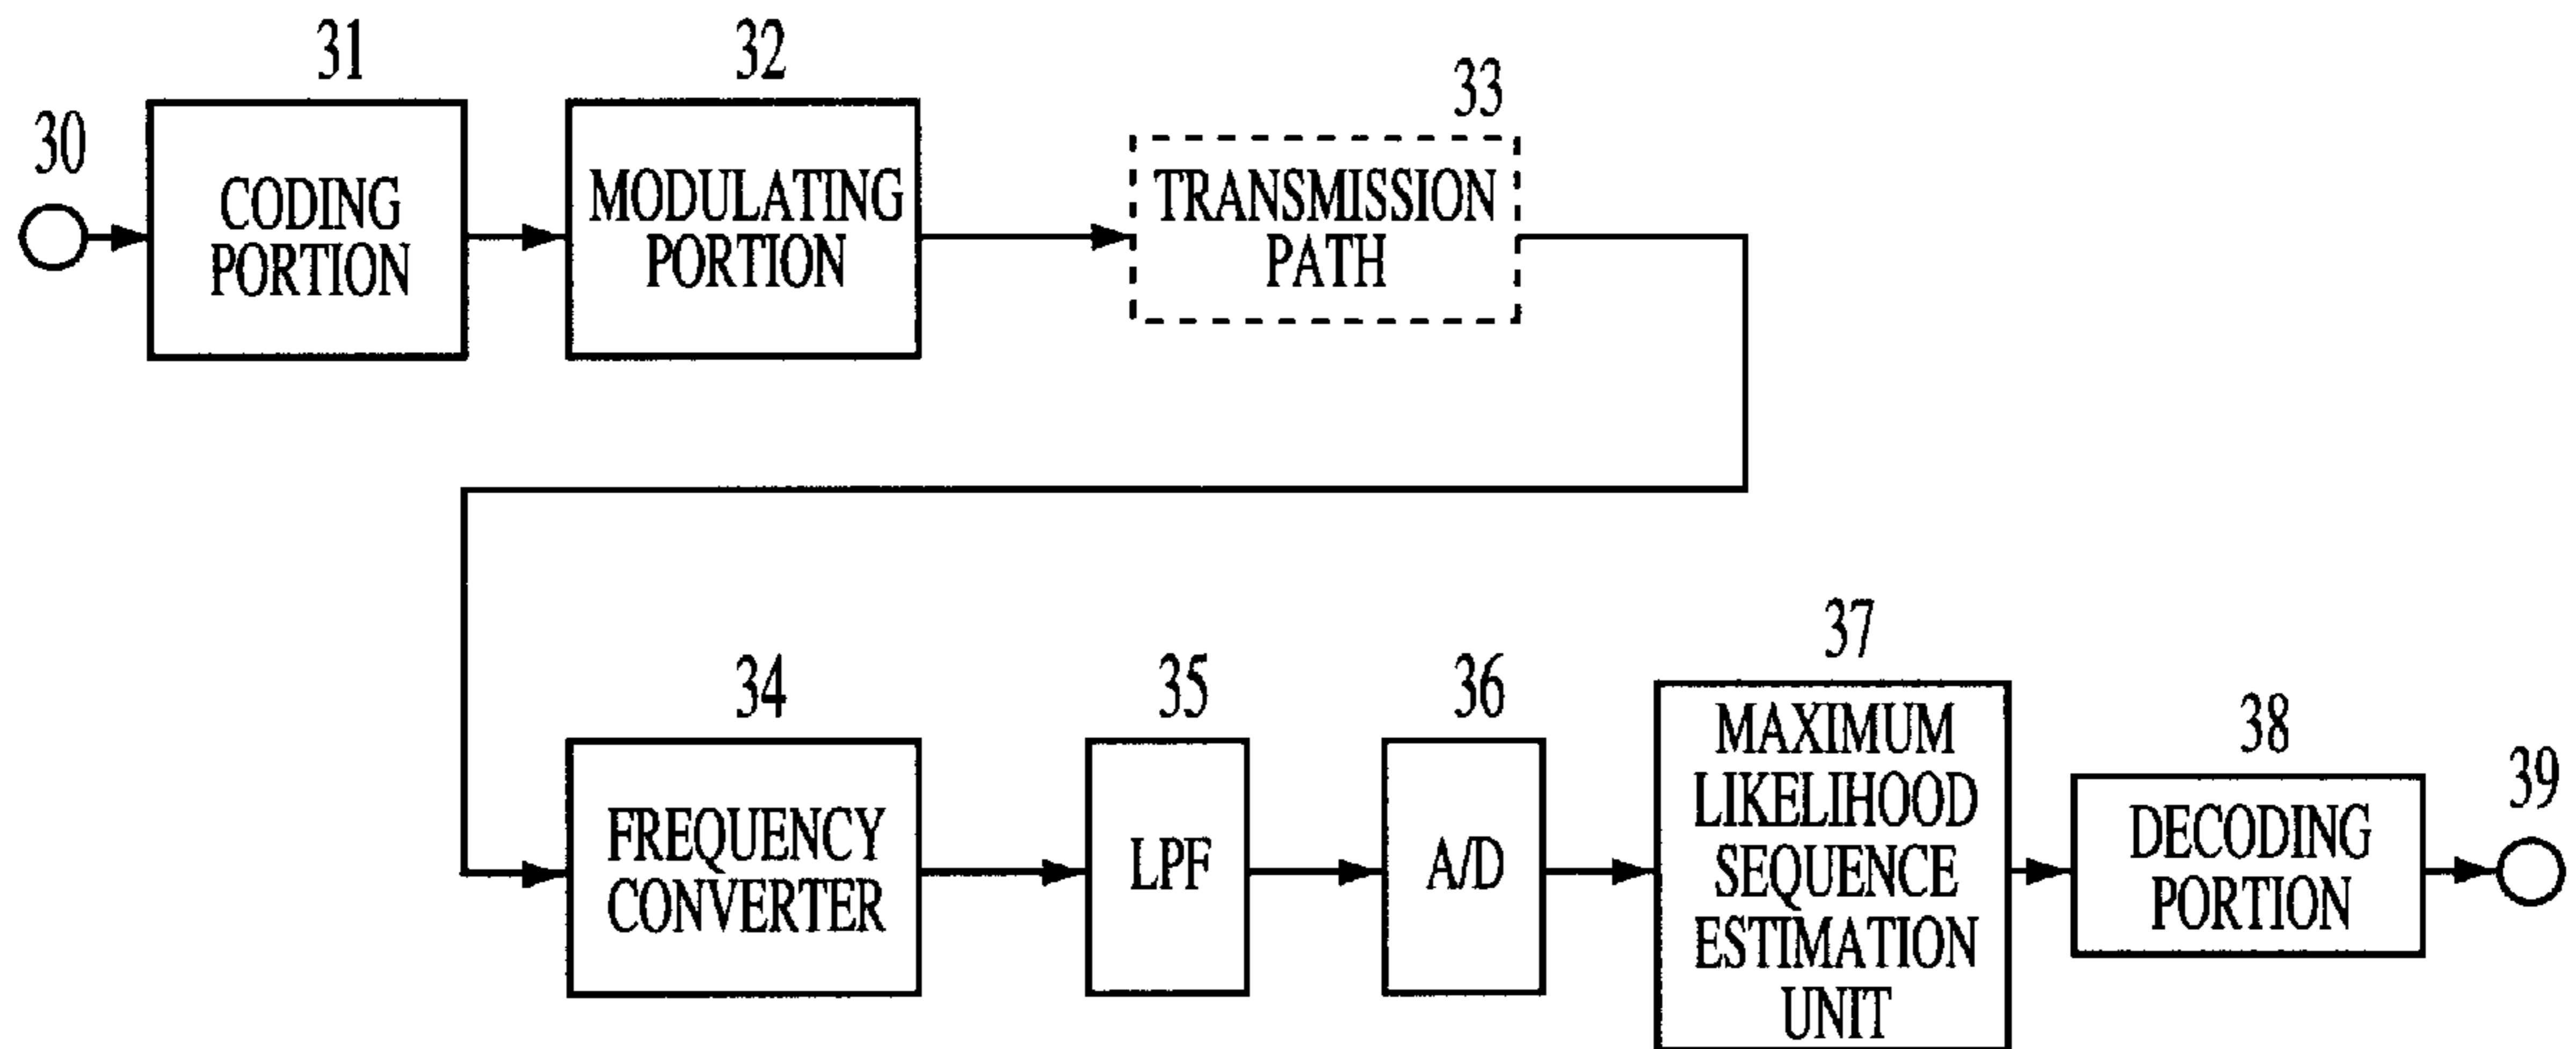 31
32
33
30
CODING
PORTION
MODULATING
PORTION
TRANSMISSION
PATH
34
35
36
37
38
39
FREQUENCY
CONVERTER
LPF
A/D
MAXIMUM
LIKELIHOOD
SEQUENCE
ESTIMATION
UNIT
DECODING
PORTION